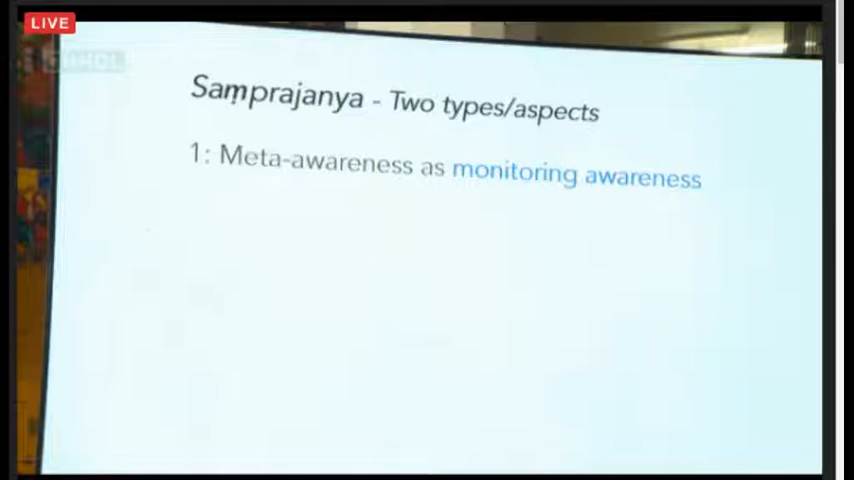 LIVE
Saṃprajanya - Two types/aspects
1: Meta-awareness as monitoring awareness